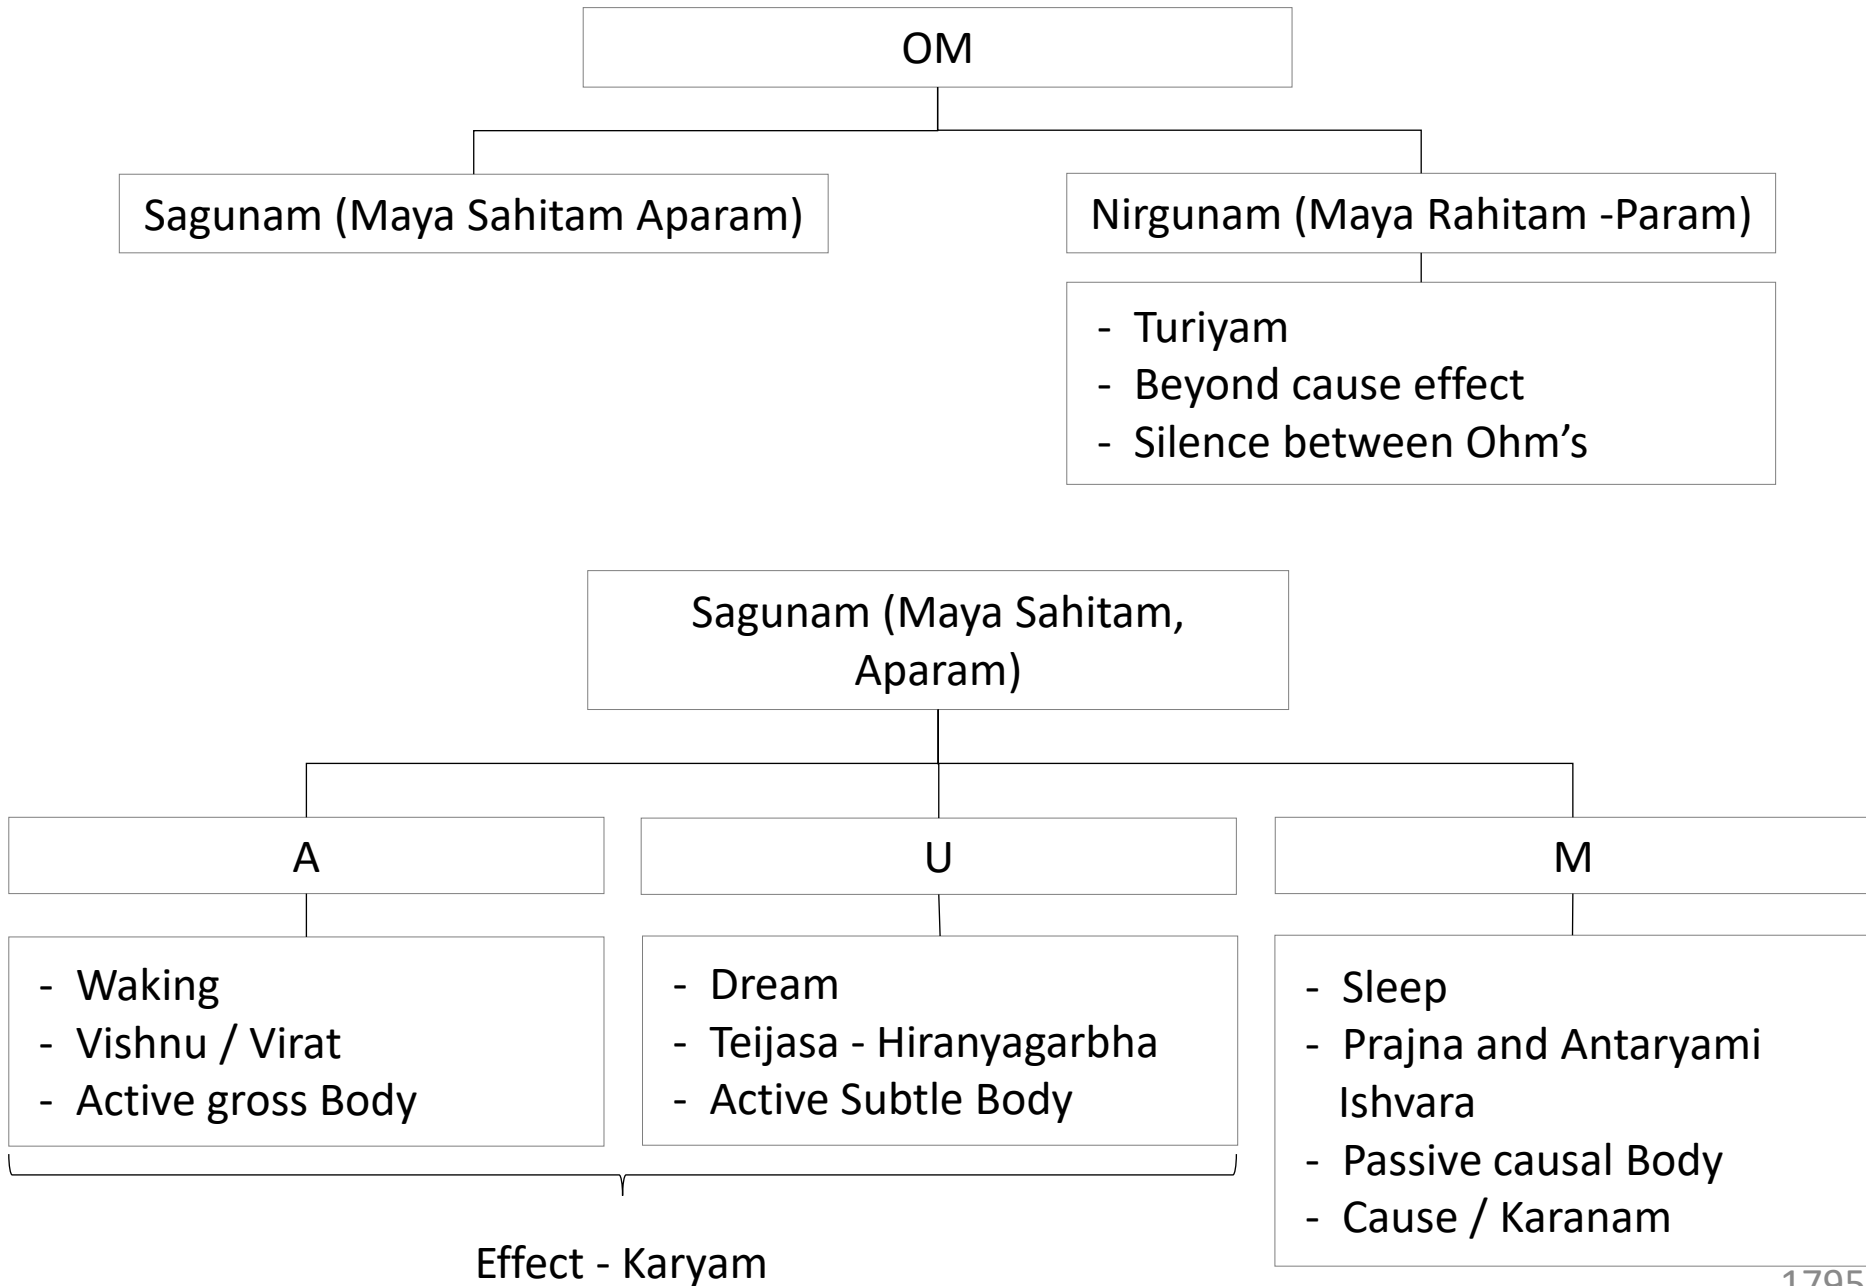 OM
Sagunam (Maya Sahitam Aparam)
Nirgunam (Maya Rahitam -Param)
- Turiyam
- Beyond cause effect
- Silence between Ohm’s
Sagunam (Maya Sahitam,
Aparam)
A
U
M
- Waking
- Vishnu / Virat
- Active gross Body
- Dream
- Teijasa - Hiranyagarbha
- Active Subtle Body
- Sleep
- Prajna and Antaryami
Ishvara
- Passive causal Body
- Cause / Karanam
Effect - Karyam
1795